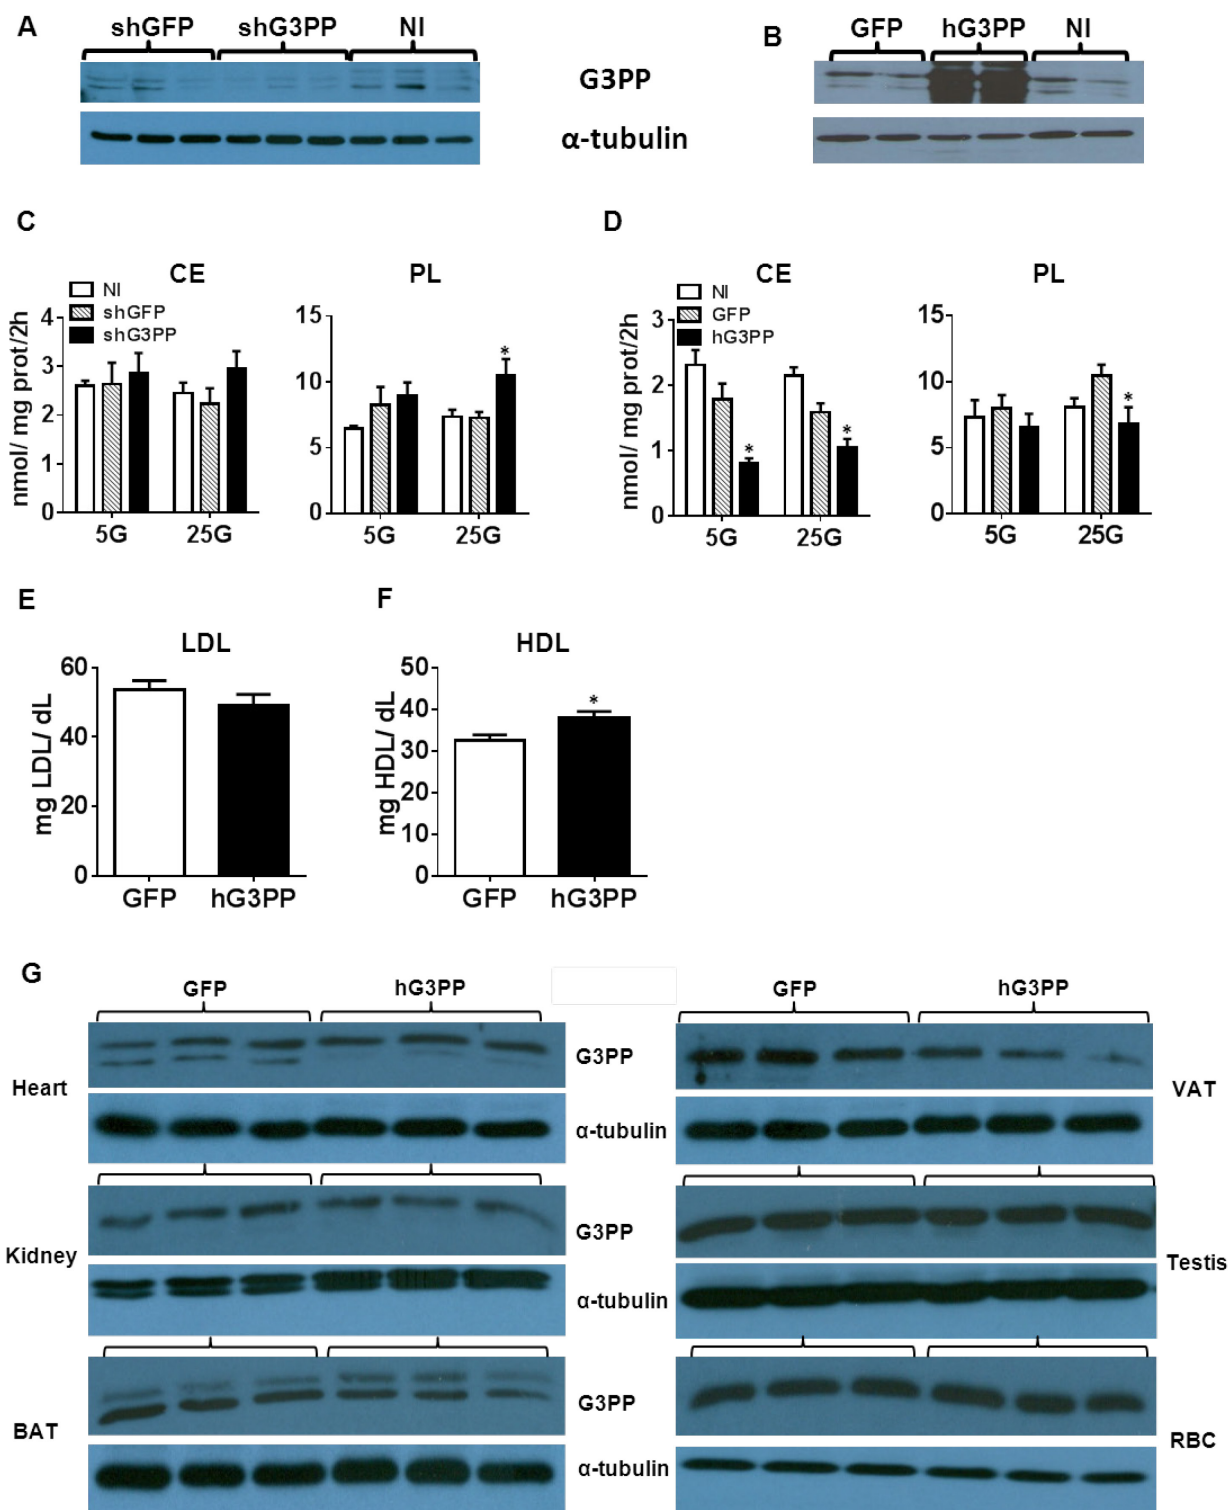 A
shGFP shG3PP NI
B
GFP hG3PP NI
G3PP
α-tubulin
C
CE
NI
shGFP
shG3PP
nmol/ mg prot/2h
4
3
2
1
0
5G 25G
PL
15
10
5
0
*
5G 25G
D
CE
NI
GFP
hG3PP
nmol/ mg prot/2h
3
2
1
0
* *
5G 25G
PL
15
10
5
0
*
5G 25G
E
LDL
mg LDL/ dL
60
40
20
0
GFP hG3PP
F
HDL
mg HDL/ dL
50
40
30
20
10
0
*
GFP hG3PP
G
GFP hG3PP
GFP hG3PP
Heart
G3PP
α-tubulin
VAT
Kidney
G3PP
α-tubulin
Testis
BAT
G3PP
α-tubulin
RBC